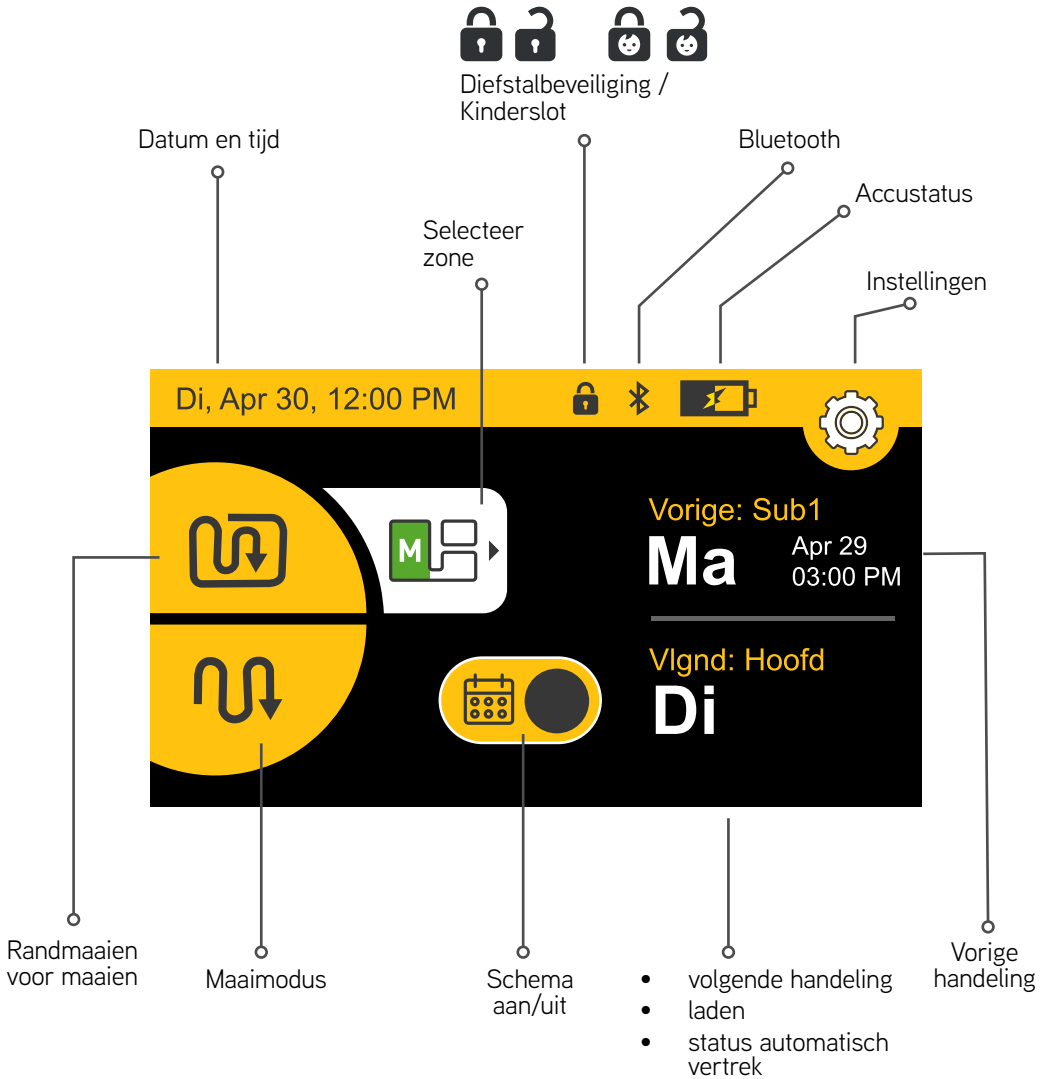 Diefstalbeveiliging /
Kinderslot
Datum en tijd
Bluetooth
Accustatus
Selecteer
zone
Instellingen
Di, Apr 30, 12:00 PM
M
Vorige: Sub1
Ma
Apr 29
03:00 PM
Vlgnd: Hoofd
Di
Randmaaien
voor maaien
Maaimodus
Schema
aan/uit
• volgende handeling
• laden
• status automatisch
vertrek
Vorige
handeling